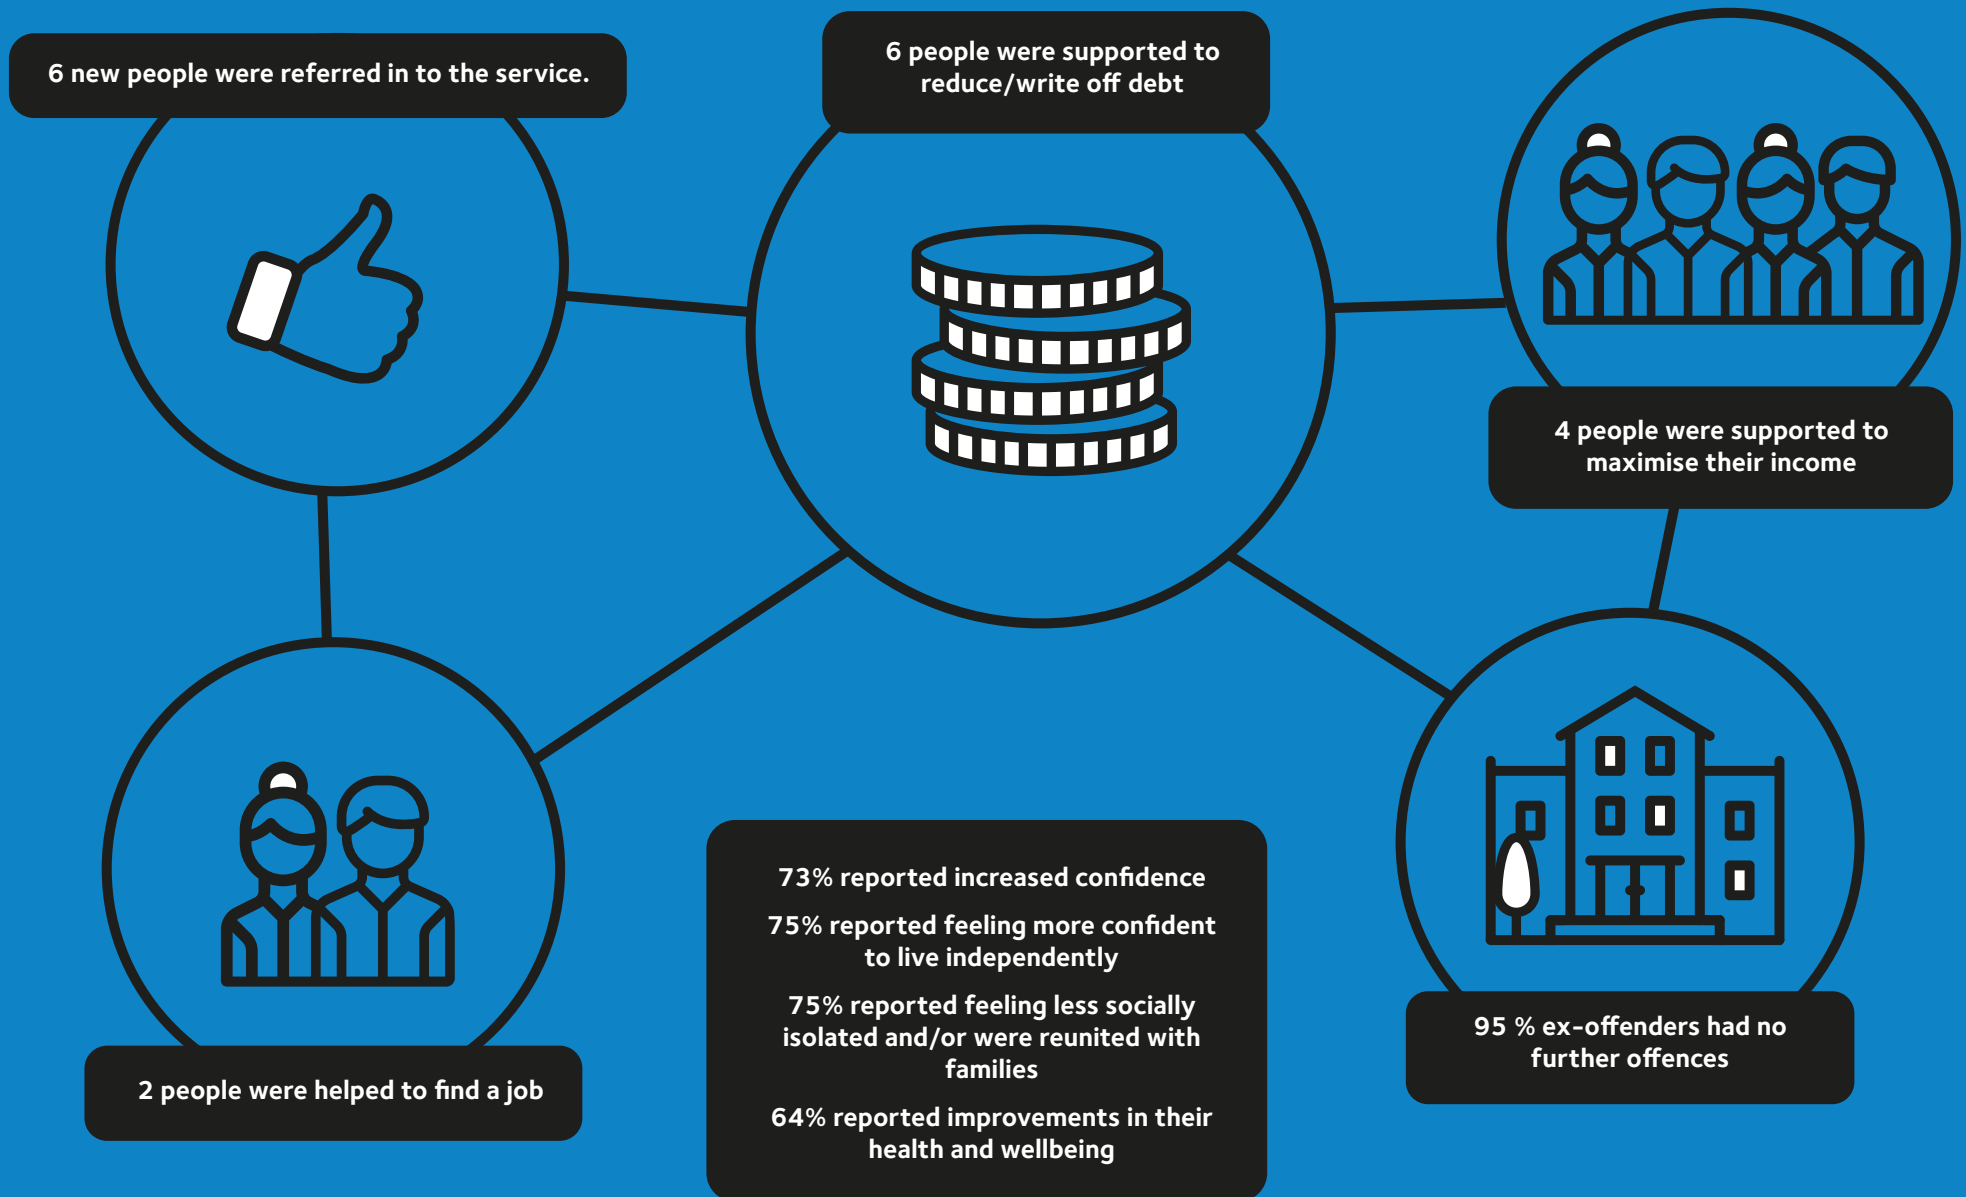 6 new people were referred in to the service.
6 people were supported to
reduce/write off debt
4 people were supported to
maximise their income
2 people were helped to find a job
73% reported increased confidence
75% reported feeling more confident
to live independently
75% reported feeling less socially
isolated and/or were reunited with
families
64% reported improvements in their
health and wellbeing
95 % ex-offenders had no
further offences